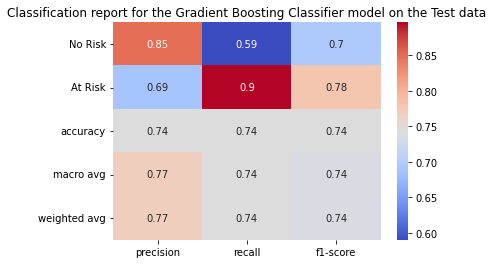 Classification report for the Gradient Boosting Classifier model on the Test data
No Risk 0.85 0.59 0.7
At Risk 0.69 0.9 0.78
accuracy 0.74 0.74 0.74
macro avg 0.77 0.74 0.74
weighted avg 0.77 0.74 0.74
precision recall f1-score
0.85
0.80
0.75
0.70
0.65
0.60